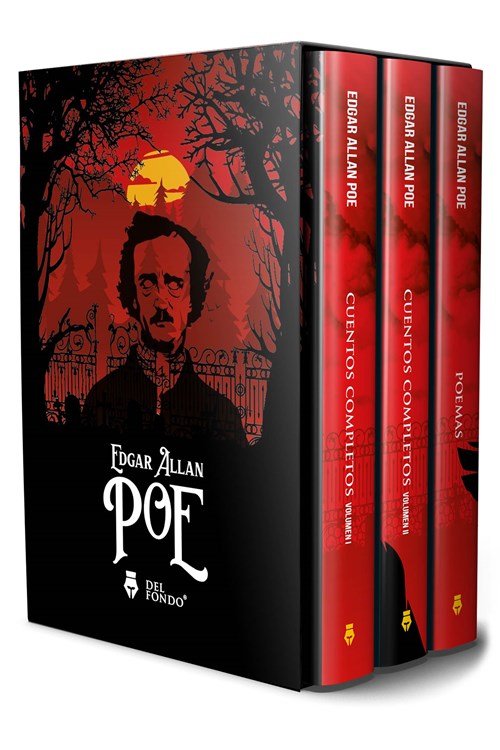 EDGAR ALLAN
POE
DEL
FONDO®
EDGAR ALLAN POE
CUENTOS COMPLETOS VOLUMEN I
EDGAR ALLAN POE
CUENTOS COMPLETOS VOLUMEN II
EDGAR ALLAN POE
POEMAS